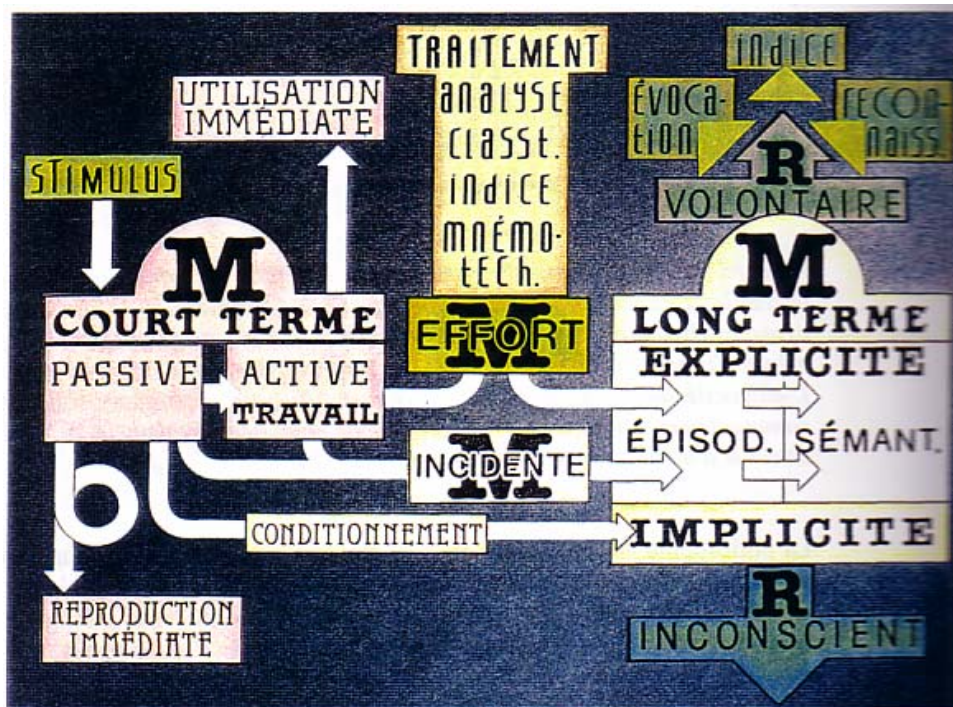 STIMULUS
UTILISATION
IMMÉDIATE
TRAITEMENT
analyse
classt.
indice
mnémo-
tech.
indice
évoca-
tion
recon-
naiss.
R
VOLONTAIRE
M
COURT TERME
PASSIVE
ACTIVE
TRAVAIL
M
EFFORT
M
INCIDENTE
CONDITIONNEMENT
REPRODUCTION
IMMÉDIATE
M
LONG TERME
EXPLICITE
ÉPISOD.
SÉMANT.
IMPLICITE
R
INCONSCIENT